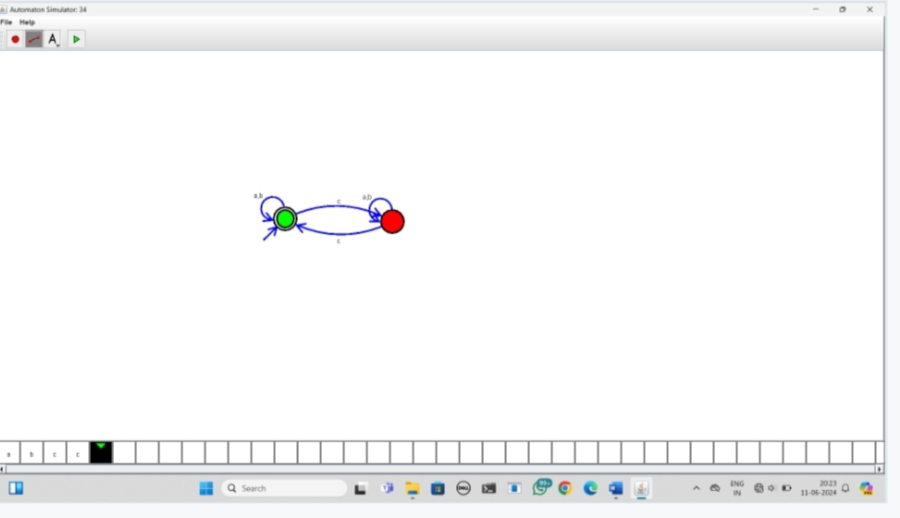 Automaton Simulator: 34
File Help
A
a,b
c
a,b
c
a b c c
Search
99+
ENG
IN
20:23
11-06-2024